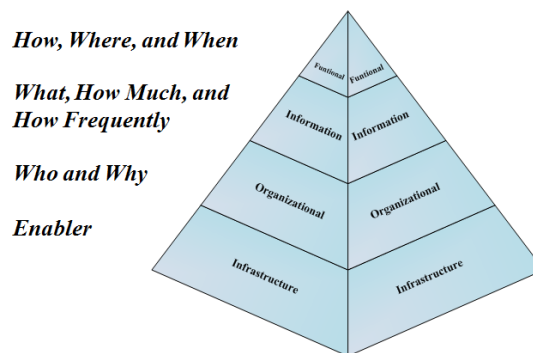 How, Where, and When
Funtional Funtional
What, How Much, and
How Frequently
Information Information
Who and Why
Organizational Organizational
Enabler
Infrastructure Infrastructure